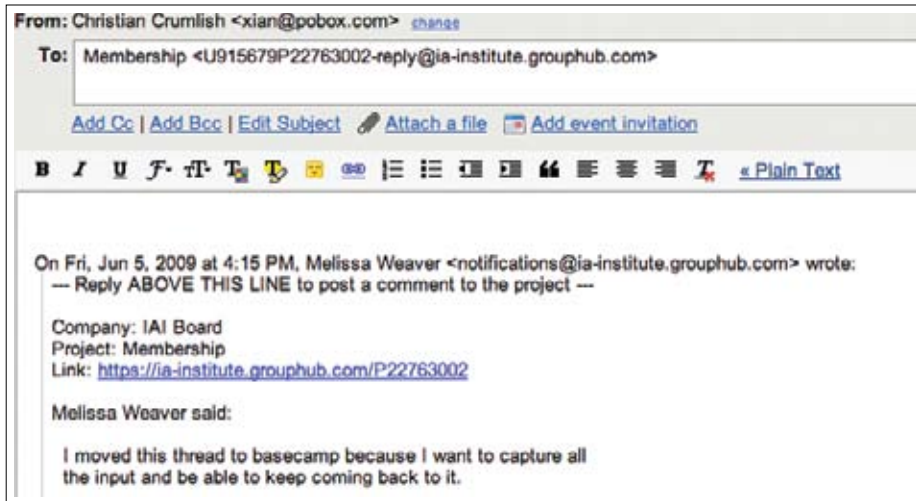 From: Christian Crumlish <xian@pobox.com> change
To: Membership <U915679P22763002-reply@ia-institute.grouphub.com>
Add Cc | Add Bcc | Edit Subject Attach a file Add event invitation
B I U F T T T T « Plain Text
On Fri, Jun 5, 2009 at 4:15 PM, Melissa Weaver <notifications@ia-institute.grouphub.com> wrote:
--- Reply ABOVE THIS LINE to post a comment to the project ---
Company: IAI Board
Project: Membership
Link: https://ia-institute.grouphub.com/P22763002
Melissa Weaver said:
I moved this thread to basecamp because I want to capture all
the input and be able to keep coming back to it.